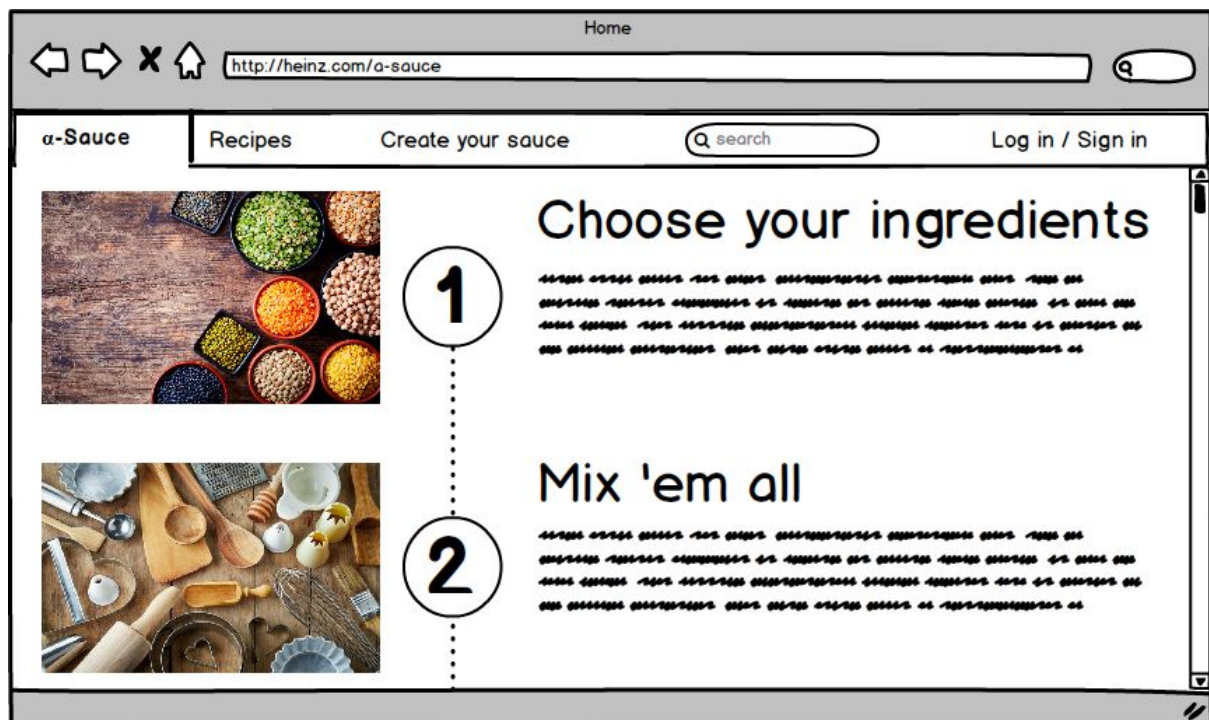 Home
http://heinz.com/a-sauce
α-Sauce
Recipes
Create your sauce
search
Log in / Sign in
Choose your ingredients
1
Mix 'em all
2